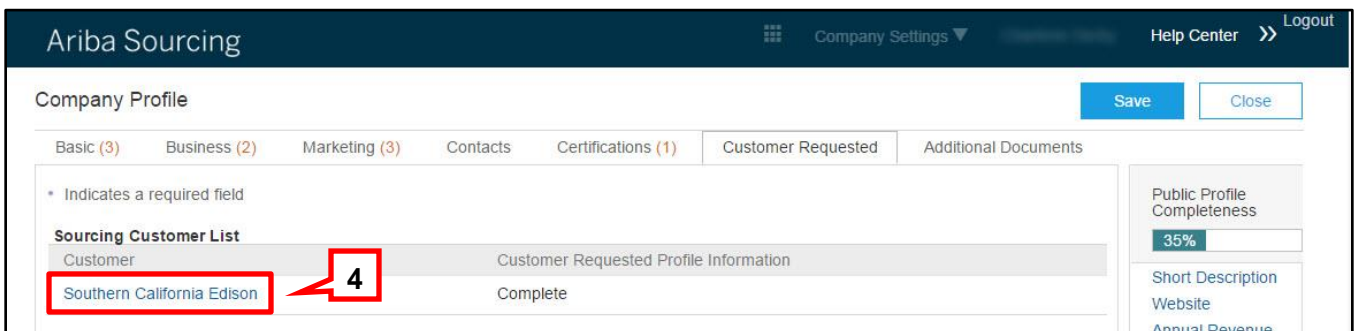 Logout
Ariba Sourcing Company Settings ▼ Help Center »
Company Profile Save Close
Basic (3) Business (2) Marketing (3) Contacts Certifications (1) Customer Requested Additional Documents
* Indicates a required field
Public Profile
Completeness
Sourcing Customer List
35%
Customer Customer Requested Profile Information
4
Southern California Edison Complete
Short Description
Website
Annual Revenue